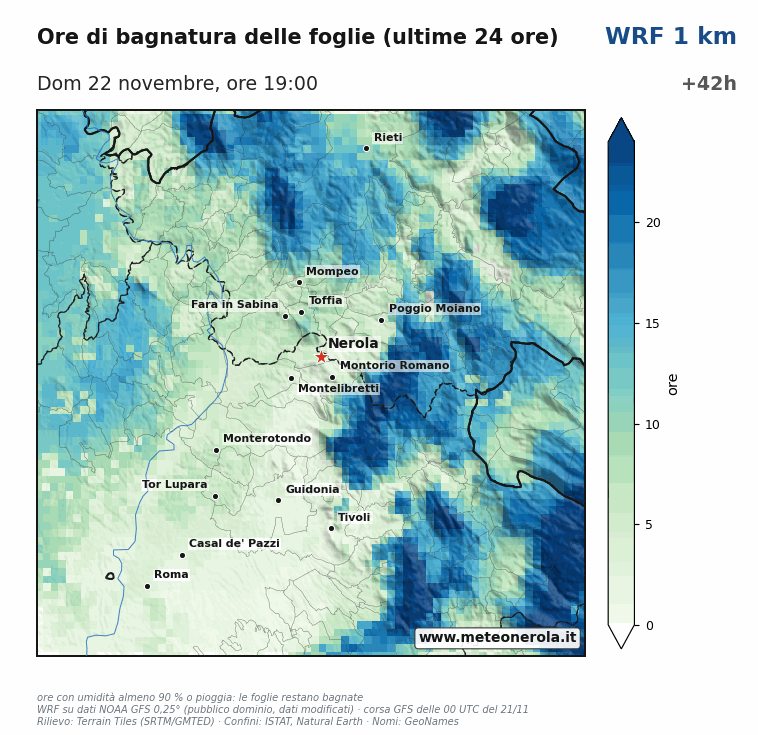 Ore di bagnatura delle foglie (ultime 24 ore)
WRF 1 km
Dom 22 novembre, ore 19:00
+42h
Rieti
Mompeo
Fara in Sabina
Toffia
Poggio Moiano
Nerola
Montorio Romano
Montelibretti
Monterotondo
Tor Lupara
Guidonia
Tivoli
Casal de' Pazzi
Roma
www.meteonerola.it
20
15
10
5
0
ore
ore con umidità almeno 90 % o pioggia: le foglie restano bagnate
WRF su dati NOAA GFS 0,25° (pubblico dominio, dati modificati) · corsa GFS delle 00 UTC del 21/11
Rilievo: Terrain Tiles (SRTM/GMTED) · Confini: ISTAT, Natural Earth · Nomi: GeoNames